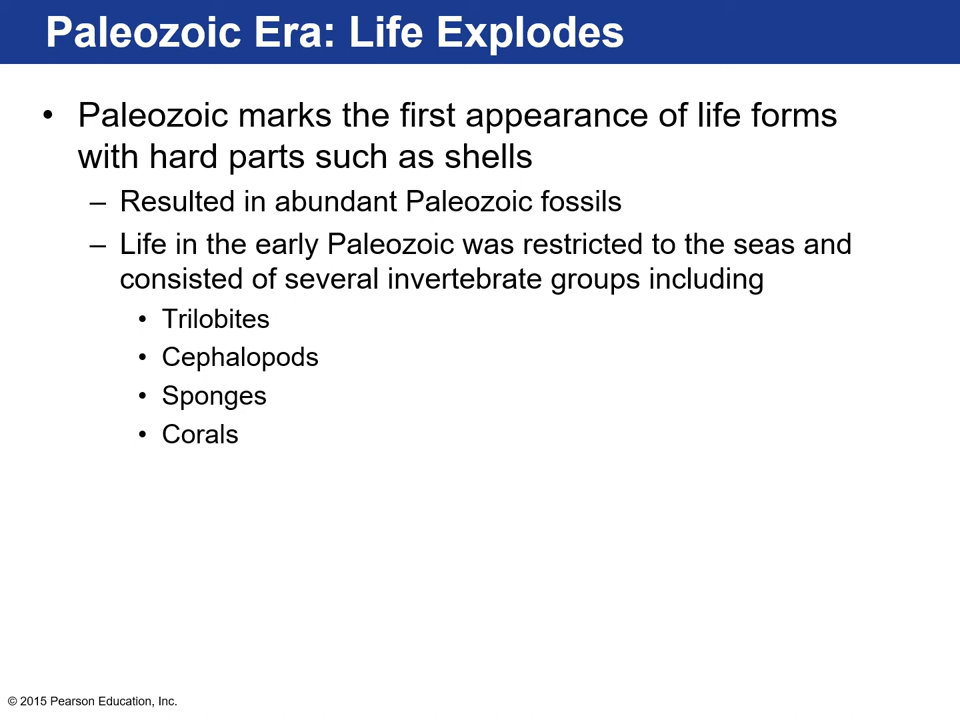 Paleozoic Era: Life Explodes
• Paleozoic marks the first appearance of life forms
with hard parts such as shells
– Resulted in abundant Paleozoic fossils
– Life in the early Paleozoic was restricted to the seas and
consisted of several invertebrate groups including
• Trilobites
• Cephalopods
• Sponges
• Corals
© 2015 Pearson Education, Inc.